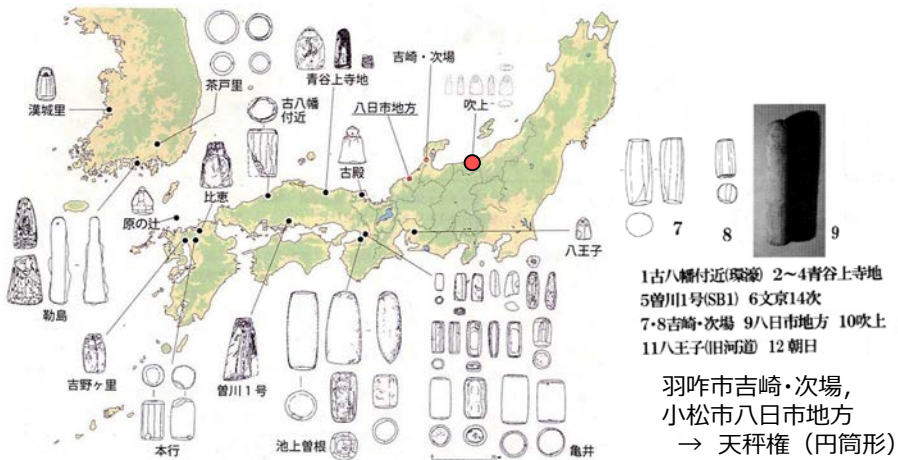 吉崎・次場
青谷上寺地
茶戸里
八日市地方
吹上
漢城里
古八幡
付近
古殿
比恵
原の辻
八王子
勒島
7
8
9
1古八幡付近(環濠) 2～4青谷上寺地
5曽川1号(SB1) 6文京14次
7・8吉崎・次場 9八日市地方 10吹上
11八王子(旧河道) 12朝日
吉野ヶ里
曽川1号
本行
池上曽根
亀井
羽咋市吉崎・次場,
小松市八日市地方
→ 天秤権（円筒形）